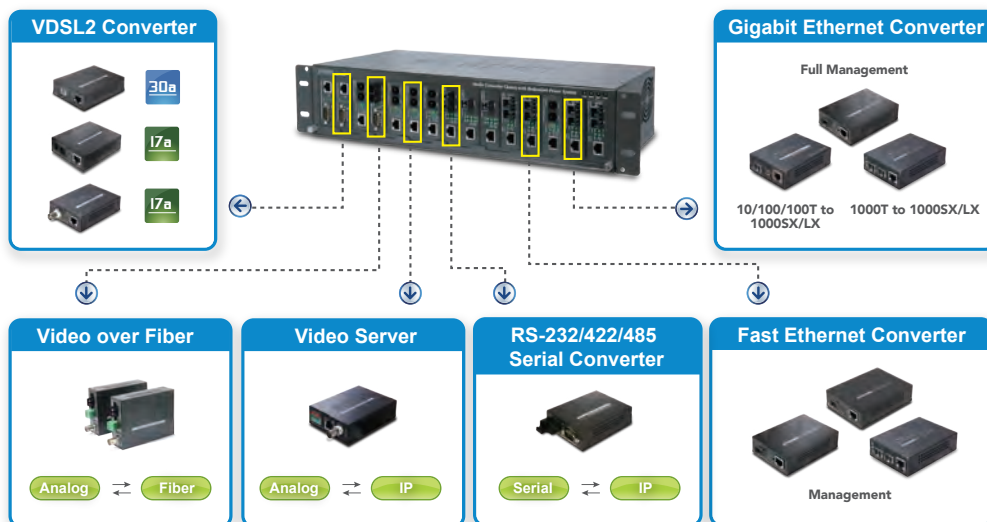 VDSL2 Converter
30a
17a
17a
Gigabit Ethernet Converter
Full Management
10/100/100T to
1000SX/LX
1000T to 1000SX/LX
Video over Fiber
Analog
Fiber
Video Server
Analog
IP
RS-232/422/485
Serial Converter
Serial
IP
Fast Ethernet Converter
Management